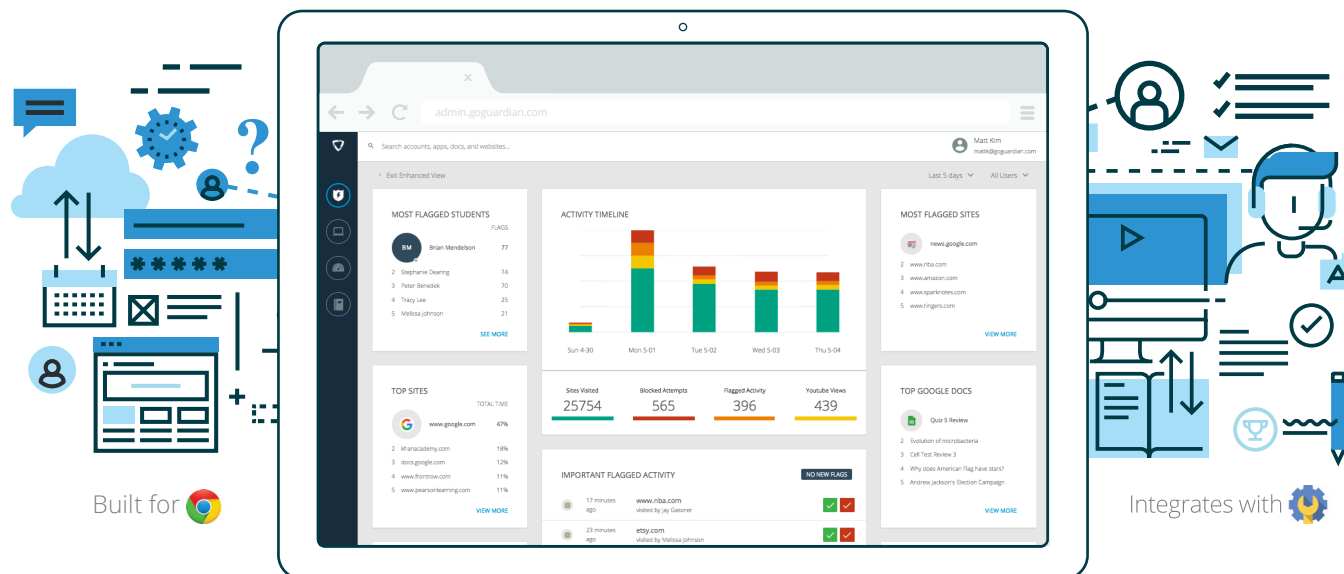 admin.goguardian.com
Search accounts, apps, docs, and websites...
Matt Kim
mattk@goguardian.com
Exit Enhanced View
Last 5 days
All Users
MOST FLAGGED STUDENTS
FLAGS
BM Brian Mendelson 77
2 Stephanie Dearing 74
3 Peter Benedek 70
4 Tracy Lee 25
5 Melissa Johnson 21
SEE MORE
ACTIVITY TIMELINE
Sun 4-30 Mon 5-01 Tue 5-02 Wed 5-03 Thu 5-04
Sites Visited Blocked Attempts Flagged Activity Youtube Views
25754 565 396 439
MOST FLAGGED SITES
news.google.com
2 www.nba.com
3 www.amazon.com
4 www.sparknotes.com
5 www.ringers.com
VIEW MORE
TOP SITES
TOTAL TIME
www.google.com 47%
2 khanacademy.com 18%
3 docs.google.com 12%
4 www.frontrow.com 11%
5 www.pearsonlearning.com 11%
VIEW MORE
IMPORTANT FLAGGED ACTIVITY
NO NEW FLAGS
17 minutes ago
www.nba.com
visited by Jay Gassner
23 minutes ago
etsy.com
visited by Melissa Johnson
TOP GOOGLE DOCS
Quiz 5 Review
2 Evolution of microbacteria
3 Cell Test Review 3
4 Why does American Flag have stars?
5 Andrew Jackson's Election Campaign
VIEW MORE
Built for
Integrates with